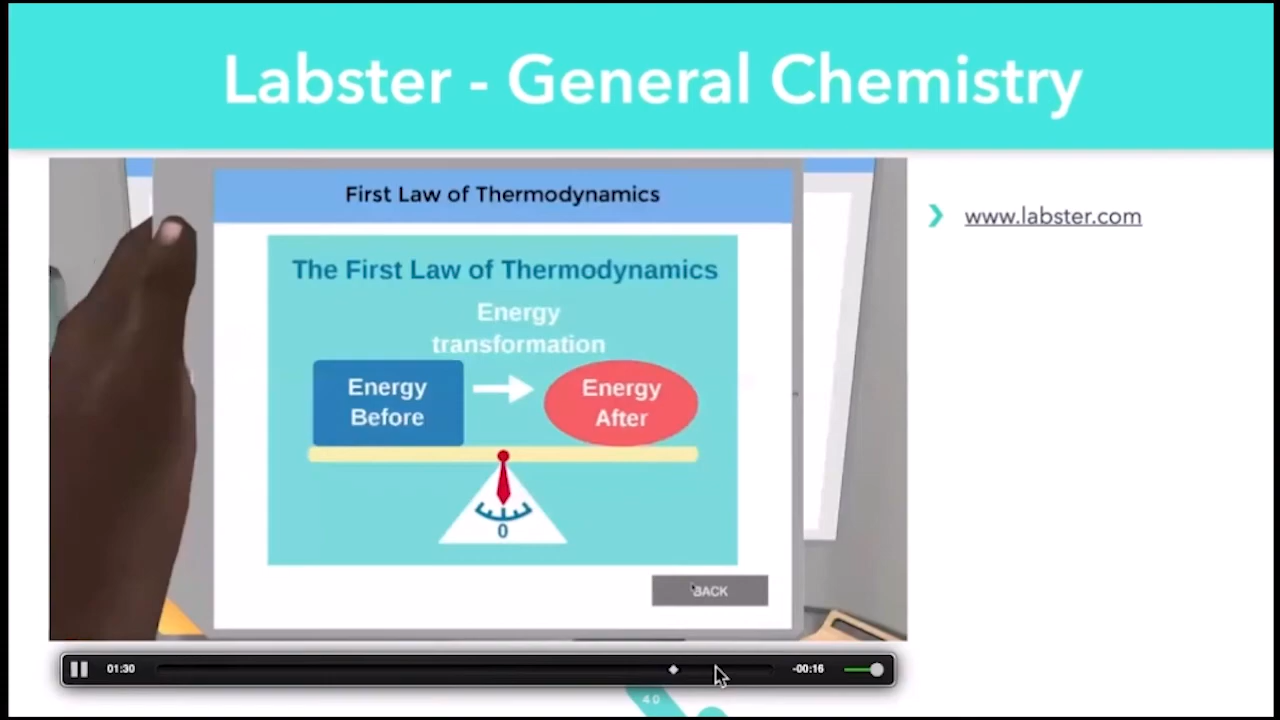 Labster - General Chemistry
First Law of Thermodynamics
www.labster.com
The First Law of Thermodynamics
Energy
transformation
Energy
Before
Energy
After
0
BACK
01:30
-00:16
40